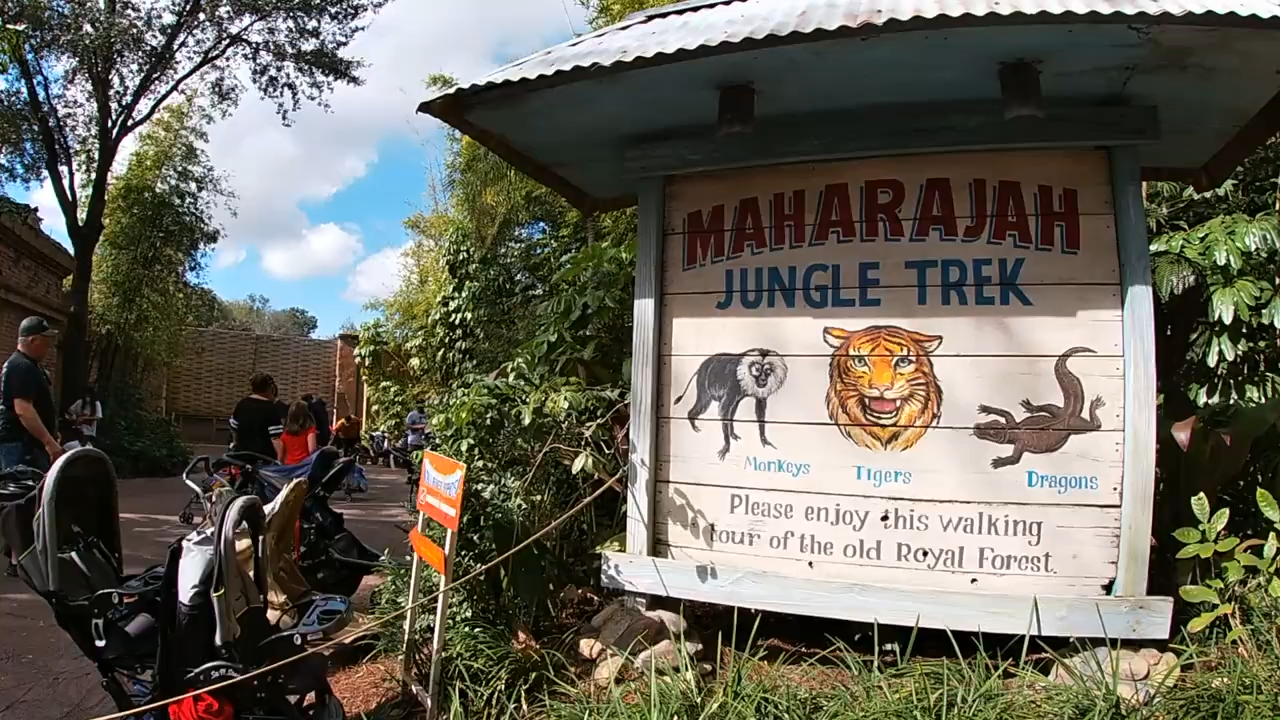 MAHARAJAH
JUNGLE TREK
Monkeys
Tigers
Dragons
Please enjoy this walking
tour of the old Royal Forest.